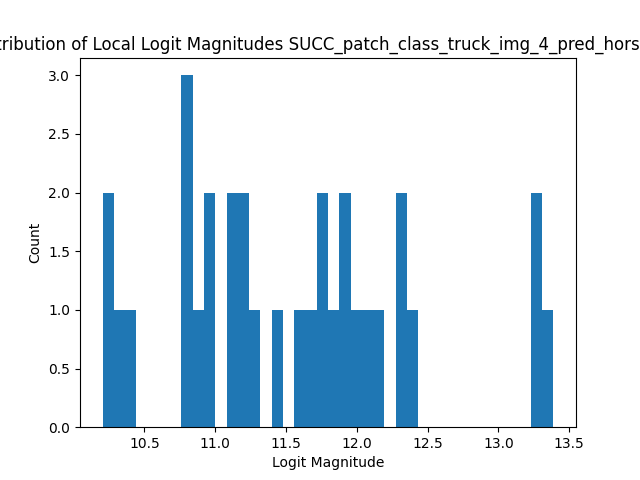 tribution of Local Logit Magnitudes SUCC_patch_class_truck_img_4_pred_hors
3.0
2.5
2.0
1.5
1.0
0.5
0.0
Count
10.5 11.0 11.5 12.0 12.5 13.0 13.5
Logit Magnitude